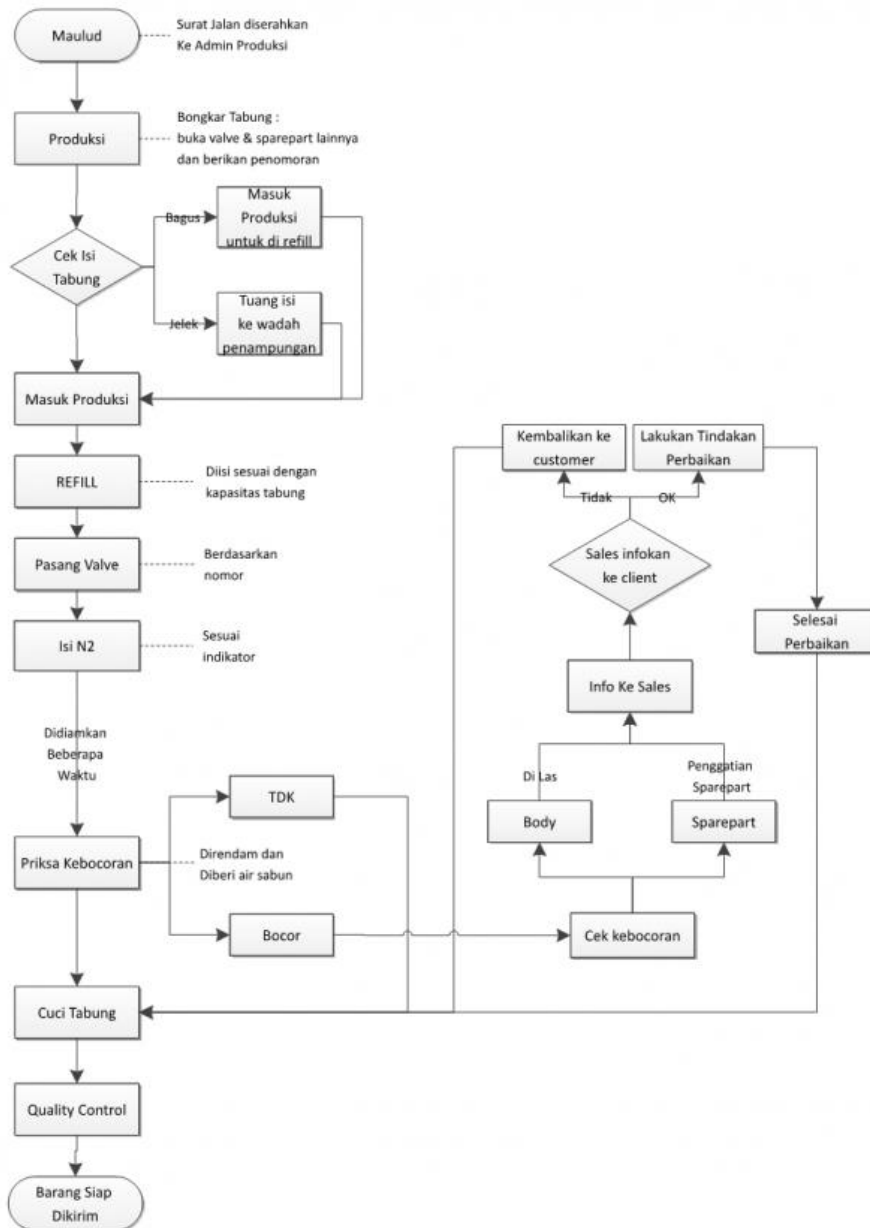 Maulud
Surat Jalan diserahkan
Ke Admin Produksi
Produksi
Bongkar Tabung :
buka valve & sparepart lainnya
dan berikan penomoran
Cek Isi
Tabung
Bagus
Masuk
Produksi
untuk di refill
Jelek
Tuang isi
ke wadah
penampungan
Masuk Produksi
REFILL
Diisi sesuai dengan
kapasitas tabung
Pasang Valve
Berdasarkan
nomor
Isi N2
Sesuai
indikator
Didiamkan
Beberapa
Waktu
Priksa Kebocoran
TDK
Direndam dan
Diberi air sabun
Bocor
Cek kebocoran
Body
Di Las
Sparepart
Penggatian
Sparepart
Info Ke Sales
Sales infokan
ke client
Tidak
OK
Kembalikan ke
customer
Lakukan Tindakan
Perbaikan
Selesai
Perbaikan
Cuci Tabung
Quality Control
Barang Siap
Dikirim